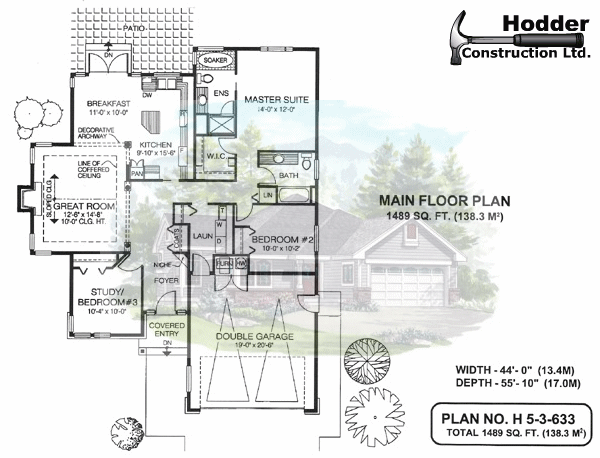 Hodder
Construction Ltd.
PATIO
DN
SOAKER
BREAKFAST
11'-0" x 10'-0"
DW
ENS
MASTER SUITE
14'-0" x 12'-0"
DECORATIVE
ARCHWAY
KITCHEN
9'-10" x 15'-6"
W.I.C.
LINE OF
COFFERED
CEILING
PAN
BATH
SLOPED CLG
GREAT ROOM
12'-6" x 14'-8"
10'-0" CLG. HT.
LIN
MAIN FLOOR PLAN
1489 SQ. FT. (138.3 M²)
COATS
LAUN
T
W
D
BEDROOM #2
10'-0" x 10'-2"
NICHE
FURN
HW
FOYER
STUDY/
BEDROOM #3
10'-4" x 10'-0"
COVERED
ENTRY
DN
DOUBLE GARAGE
19'-0" x 20'-6"
WIDTH - 44'- 0" (13.4M)
DEPTH - 55'- 10" (17.0M)
PLAN NO. H 5-3-633
TOTAL 1489 SQ. FT. (138.3 M²)